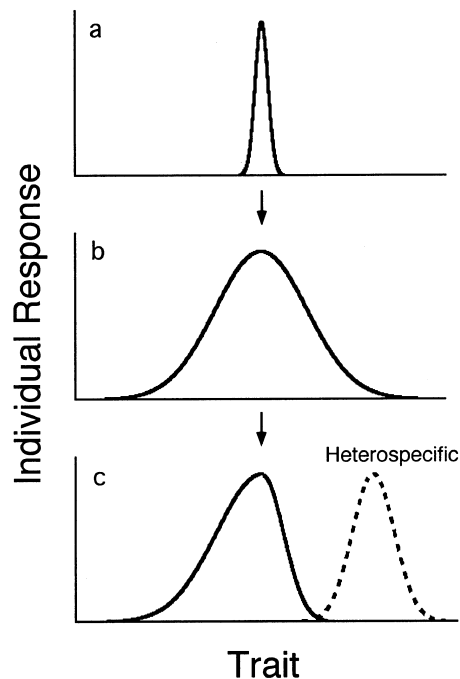 a
b
Individual Response
Heterospecific
c
Trait